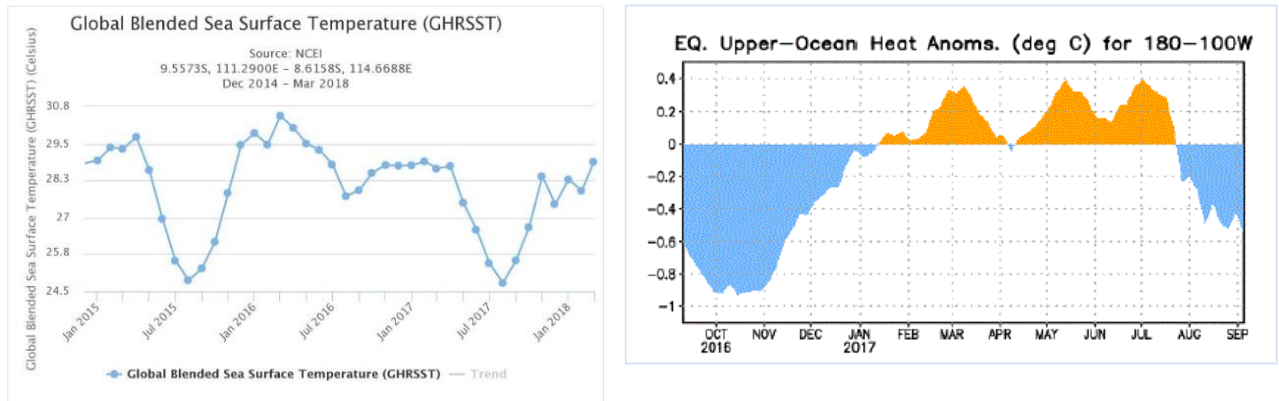 Global Blended Sea Surface Temperature (GHRSST)
Source: NCEI
9.5573S, 111.2900E - 8.6158S, 114.6688E
Dec 2014 - Mar 2018
Global Blended Sea Surface Temperature (GHRSST) (Celsius)
30.8
29.5
28.3
27
25.8
24.5
Jan 2015
Jul 2015
Jan 2016
Jul 2016
Jan 2017
Jul 2017
Jan 2018
Global Blended Sea Surface Temperature (GHRSST) Trend
EQ. Upper-Ocean Heat Anoms. (deg C) for 180-100W
0.4
0.2
0
-0.2
-0.4
-0.6
-0.8
-1
OCT NOV DEC JAN FEB MAR APR MAY JUN JUL AUG SEP
2016 2017